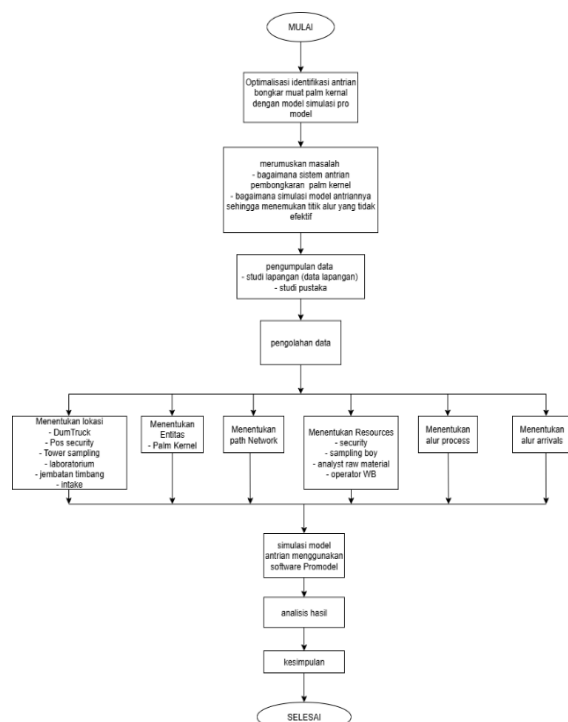 MULAI
Optimalisasi identifikasi antrian
bongkar muat palm kernal
dengan model simulasi pro
model
merumuskan masalah
- bagaimana sistem antrian
pembongkaran palm kernel
- bagaimana simulasi model antriannya
sehingga menemukan titik alur yang tidak
efektif
pengumpulan data
- studi lapangan (data lapangan)
- studi pustaka
pengolahan data
Menentukan lokasi
- DumTruck
- Pos security
- Tower sampling
- laboratorium
- jembatan timbang
- intake
Menentukan
Entitas
- Palm Kernel
Menentukan
path Network
Menentukan Resources
- security
- sampling boy
- analyst raw material
- operator WB
Menentukan
alur process
Menentukan
alur arrivals
simulasi model
antrian menggunakan
software Promodel
analisis hasil
kesimpulan
SELESAI